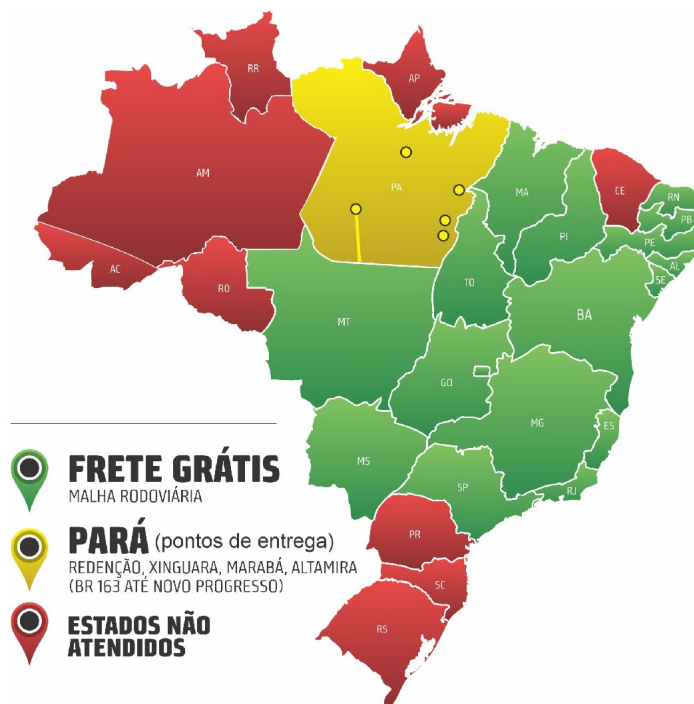 RR
AP
AM
PA
MA
CE
RN
PB
PI
PE
AL
SE
AC
RO
TO
BA
MT
GO
MG
ES
MS
SP
RJ
PR
SC
RS
FRETE GRÁTIS
MALHA RODOVIÁRIA
PARÁ (pontos de entrega)
REDENÇÃO, XINGUARA, MARABÁ, ALTAMIRA
(BR 163 ATÉ NOVO PROGRESSO)
ESTADOS NÃO
ATENDIDOS